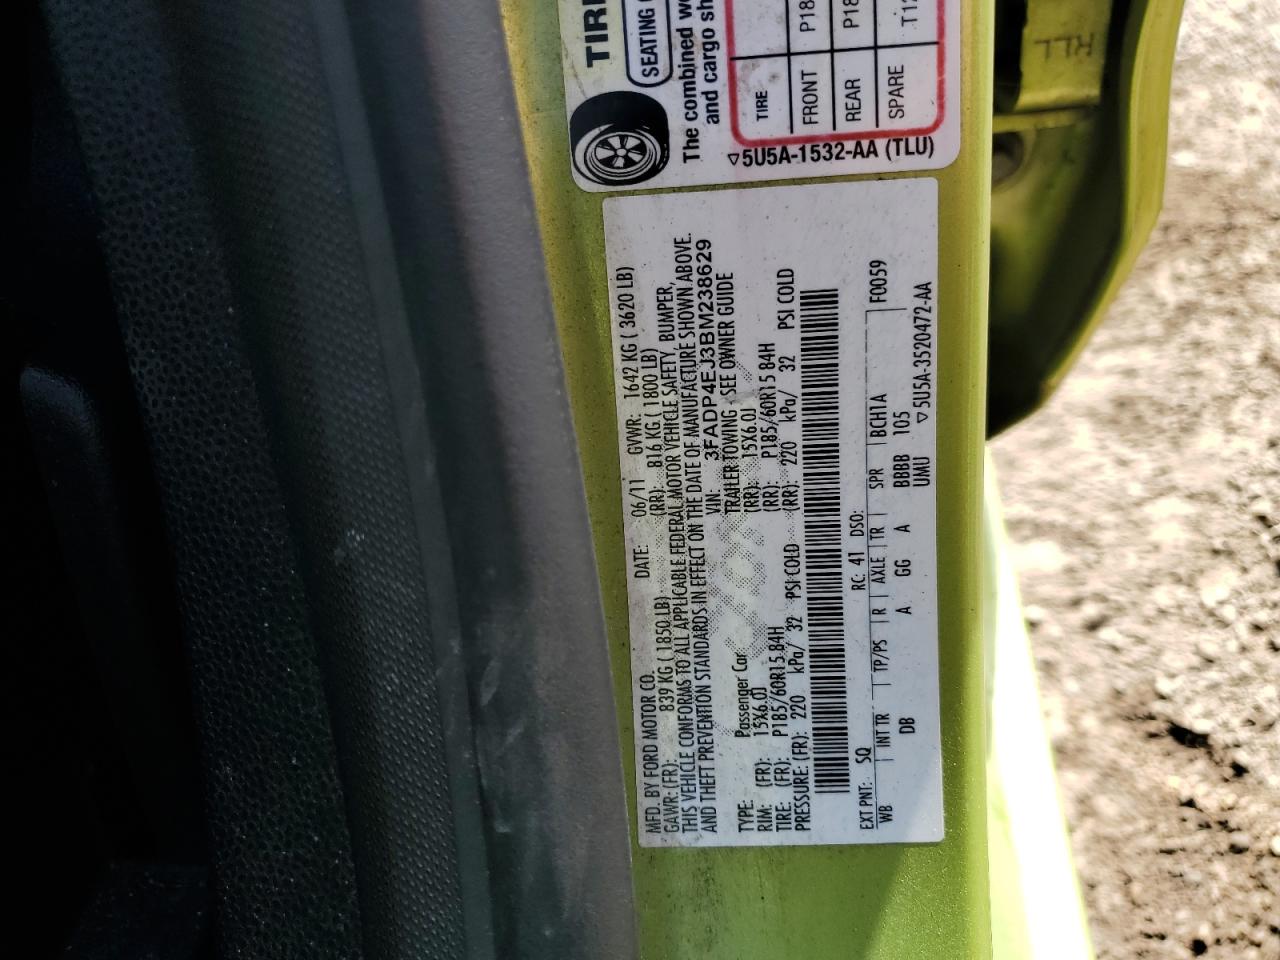 MFD. BY FORD MOTOR CO. DATE: 06/11 GVWR: 1642 KG ( 3620 LB)
GAWR: (FR): 839 KG ( 1850 LB) (RR): 816 KG ( 1800 LB)
THIS VEHICLE CONFORMS TO ALL APPLICABLE FEDERAL MOTOR VEHICLE SAFETY, BUMPER,
AND THEFT PREVENTION STANDARDS IN EFFECT ON THE DATE OF MANUFACTURE SHOWN ABOVE.
VIN: 3FADP4EJ3BM238629
TYPE: Passenger Car TRAILER TOWING - SEE OWNER GUIDE
RIM: (FR): 15X6.0J (RR): 15X6.0J
TIRE: (FR): P185/60R15 84H (RR): P185/60R15 84H
PRESSURE: (FR): 220 kPa/ 32 PSI COLD (RR): 220 kPa/ 32 PSI COLD
EXT PNT: SQ RC: 41 DSO:
WB INT TR TP/PS R AXLE TR SPR BCH1A F0059
DB A GG A BBBB 105
UMU ▽5U5A-3520472-AA
TIRE
SEATING
The combined
and cargo
TIRE
FRONT P18
REAR P18
SPARE T12
▽5U5A-1532-AA (TLU)
RLL